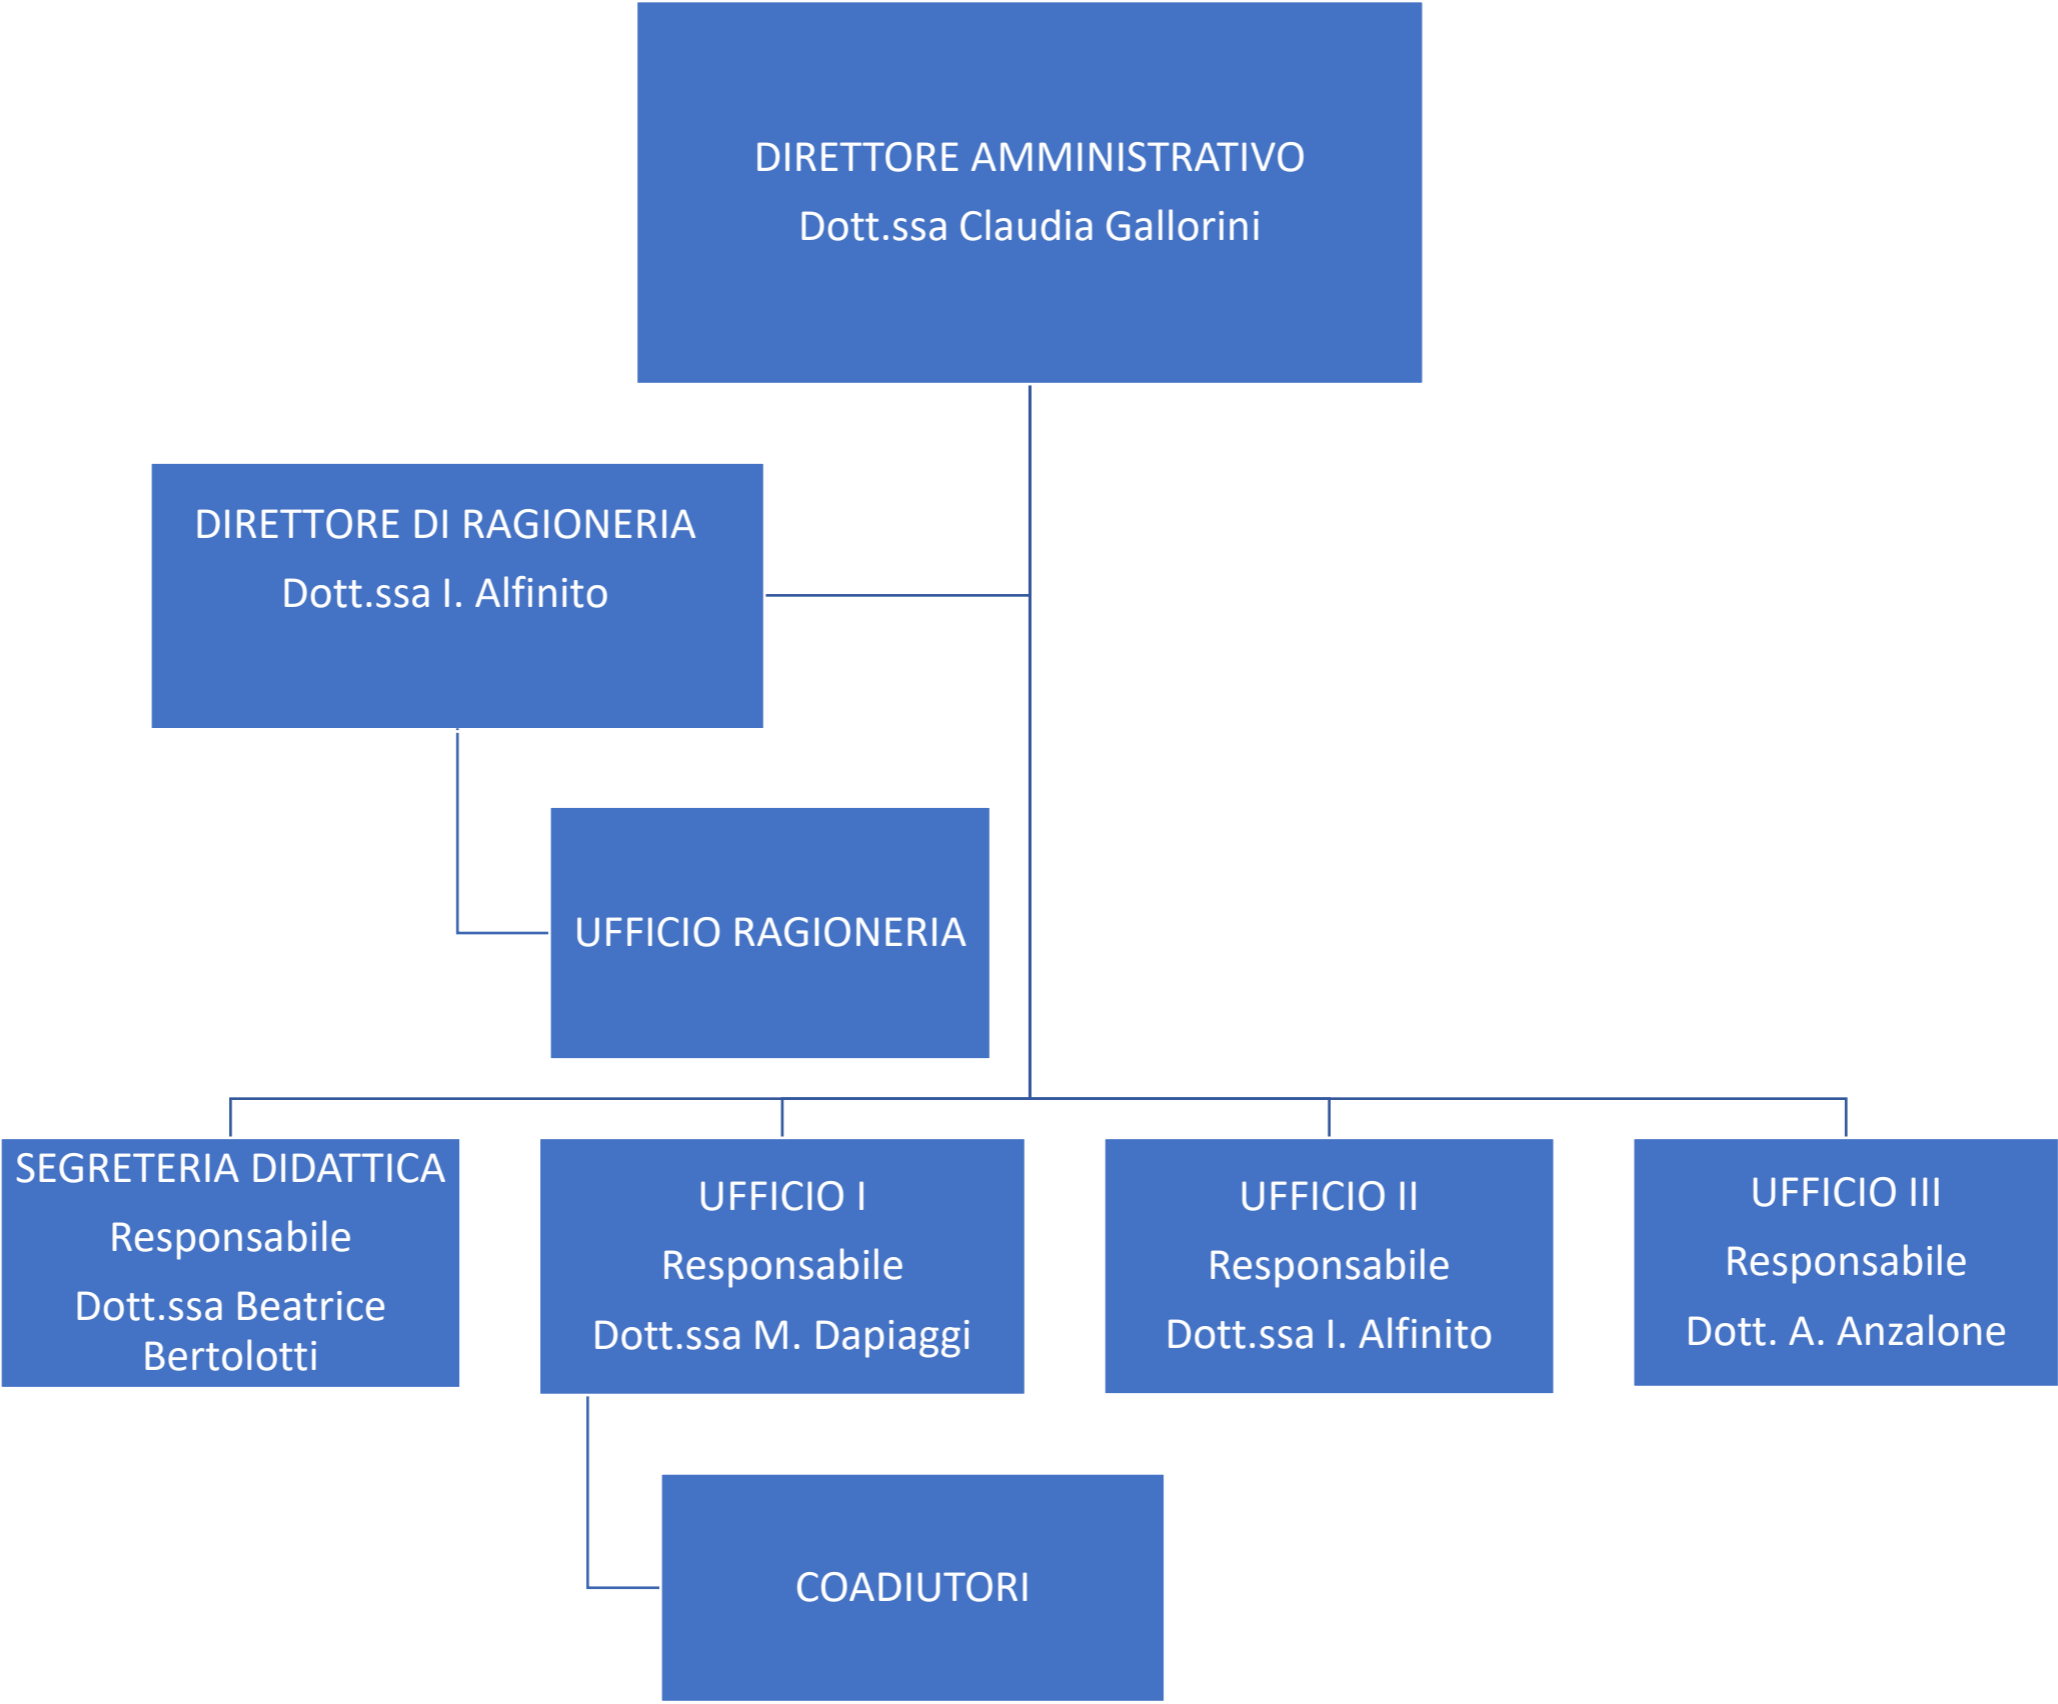 DIRETTORE AMMINISTRATIVO
Dott.ssa Claudia Gallorini
DIRETTORE DI RAGIONERIA
Dott.ssa I. Alfinito
UFFICIO RAGIONERIA
SEGRETERIA DIDATTICA
Responsabile
Dott.ssa Beatrice
Bertolotti
UFFICIO I
Responsabile
Dott.ssa M. Dapiaggi
UFFICIO II
Responsabile
Dott.ssa I. Alfinito
UFFICIO III
Responsabile
Dott. A. Anzalone
COADIUTORI